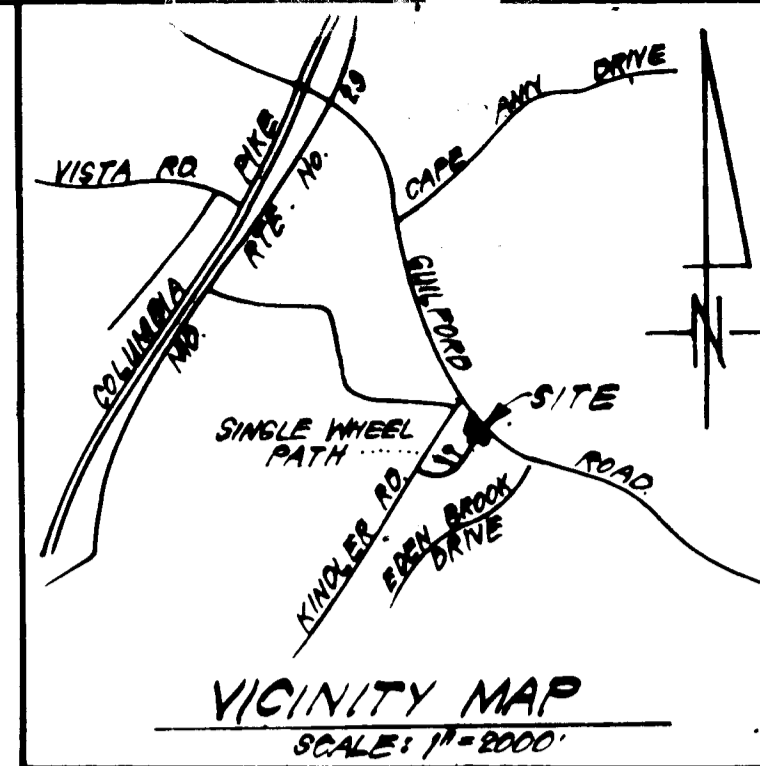 VISTA RD.
COLUMBIA PIKE
MD. RTE. NO. 29
CAPE ANN DRIVE
GUILFORD ROAD
SITE
SINGLE WHEEL
PATH
KINDLER RD.
EDEN BROOK
DRIVE
N
VICINITY MAP
SCALE: 1"=2000'